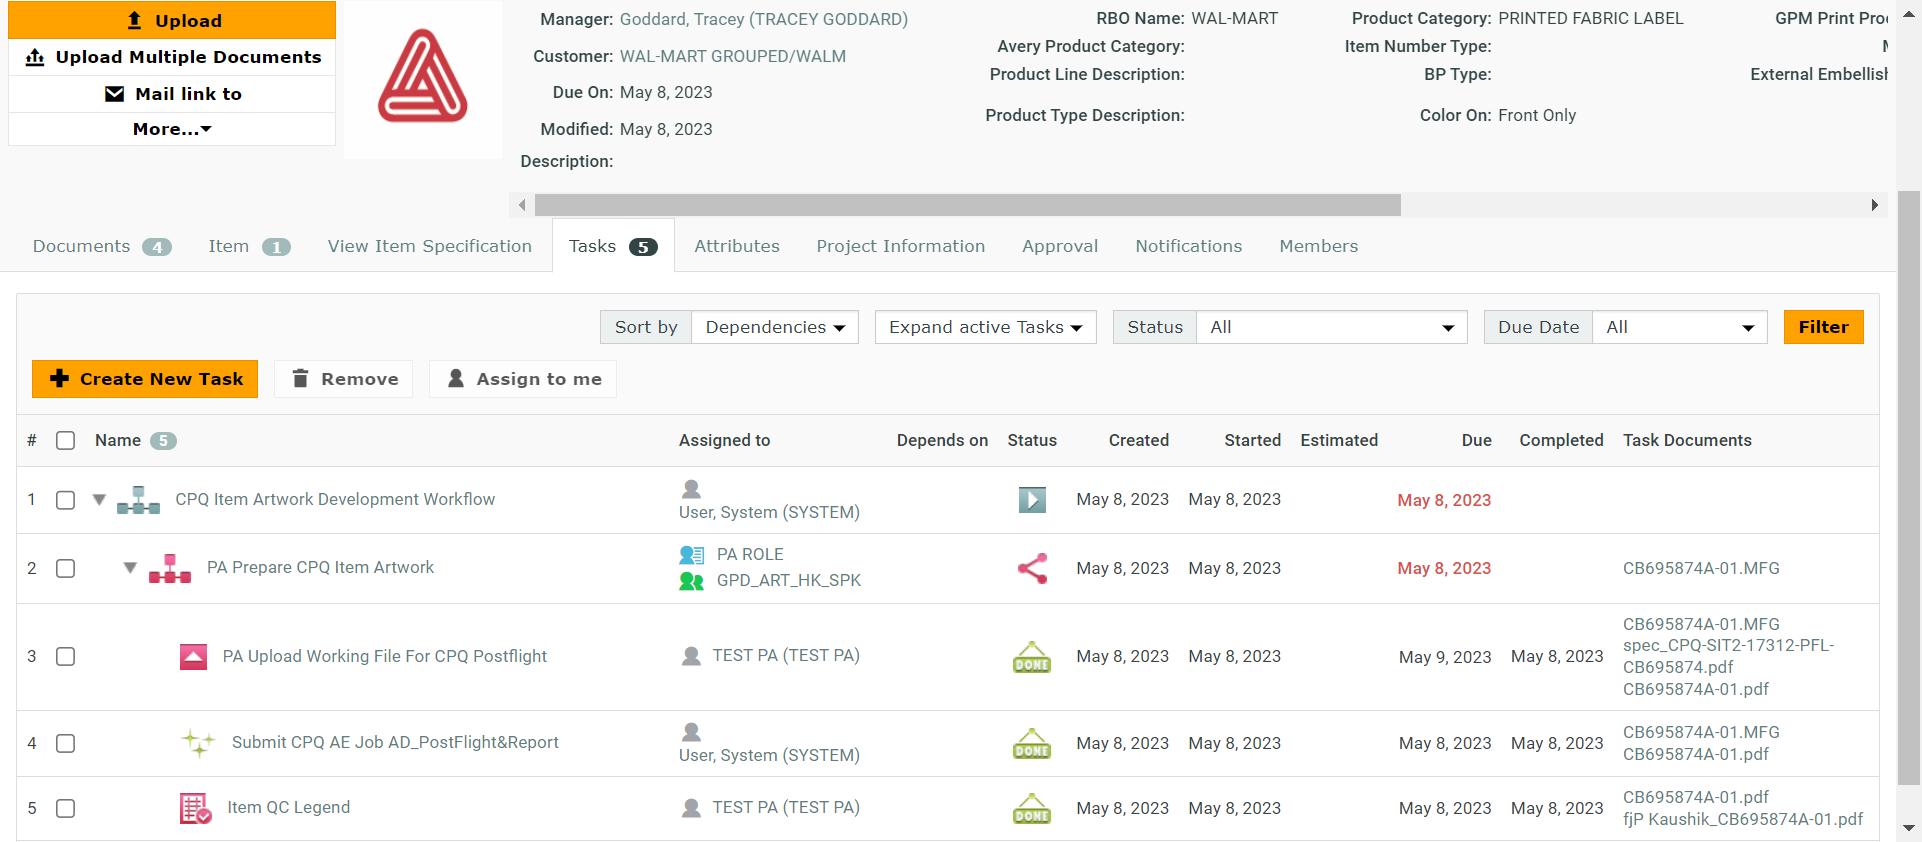 Upload
Upload Multiple Documents
Mail link to
More...
Manager: Goddard, Tracey (TRACEY GODDARD)
Customer: WAL-MART GROUPED/WALM
Due On: May 8, 2023
Modified: May 8, 2023
Description:
RBO Name: WAL-MART
Avery Product Category:
Product Line Description:
Product Type Description:
Product Category: PRINTED FABRIC LABEL
Item Number Type:
BP Type:
Color On: Front Only
GPM Print
External
Documents 4 Item 1 View Item Specification Tasks 5 Attributes Project Information Approval Notifications Members
Sort by Dependencies Expand active Tasks Status All Due Date All Filter
Create New Task Remove Assign to me
# Name 5 Assigned to Depends on Status Created Started Estimated Due Completed Task Documents
1 CPQ Item Artwork Development Workflow User, System (SYSTEM) May 8, 2023 May 8, 2023 May 8, 2023
2 PA Prepare CPQ Item Artwork PA ROLE May 8, 2023 May 8, 2023 May 8, 2023 CB695874A-01.MFG
GPD_ART_HK_SPK
3 PA Upload Working File For CPQ Postflight TEST PA (TEST PA) DONE May 8, 2023 May 8, 2023 May 9, 2023 May 8, 2023 CB695874A-01.MFG
spec_CPQ-SIT2-17312-PFL-
CB695874.pdf
CB695874A-01.pdf
4 Submit CPQ AE Job AD_PostFlight&Report User, System (SYSTEM) DONE May 8, 2023 May 8, 2023 May 8, 2023 May 8, 2023 CB695874A-01.MFG
CB695874A-01.pdf
5 Item QC Legend TEST PA (TEST PA) DONE May 8, 2023 May 8, 2023 May 8, 2023 May 8, 2023 CB695874A-01.pdf
fjP Kaushik_CB695874A-01.pdf